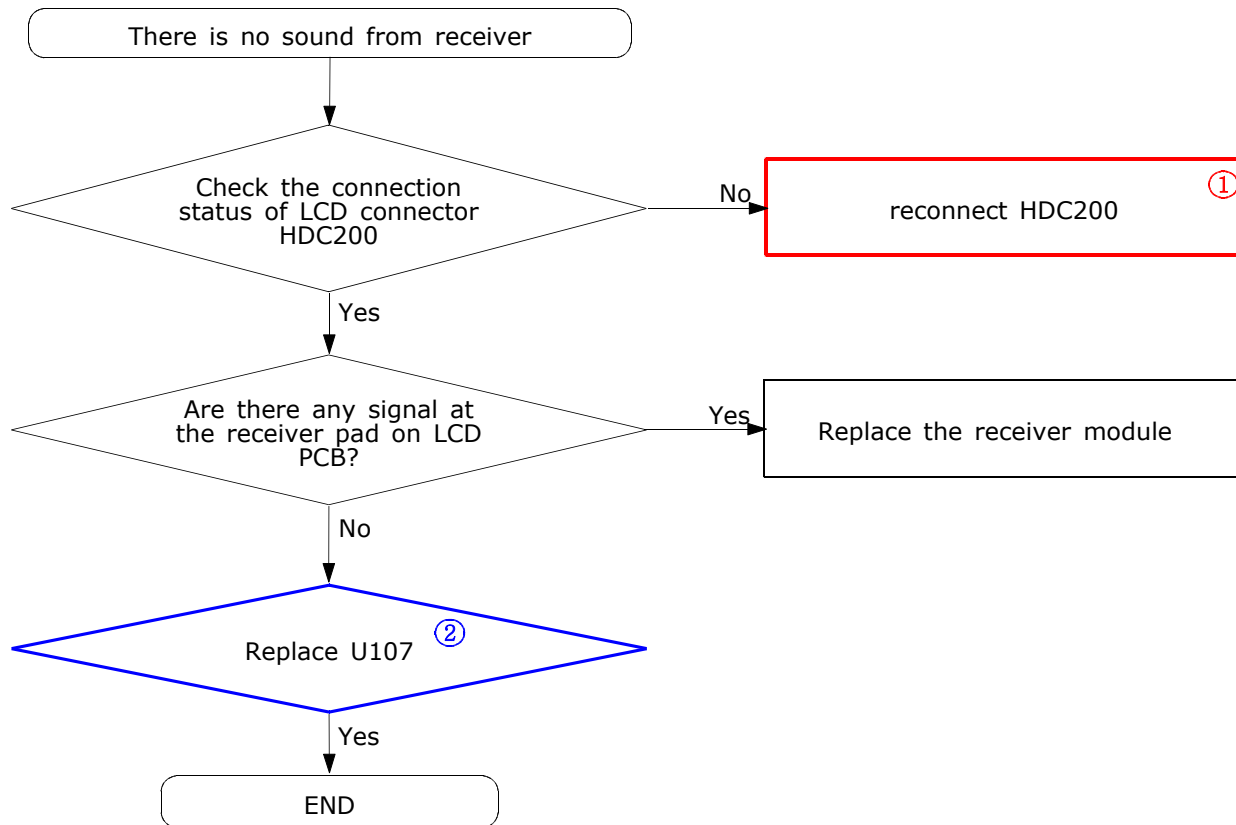 There is no sound from receiver
Check the connection
status of LCD connector
HDC200
No
reconnect HDC200
①
Yes
Are there any signal at
the receiver pad on LCD
PCB?
Yes
Replace the receiver module
No
Replace U107
②
Yes
END